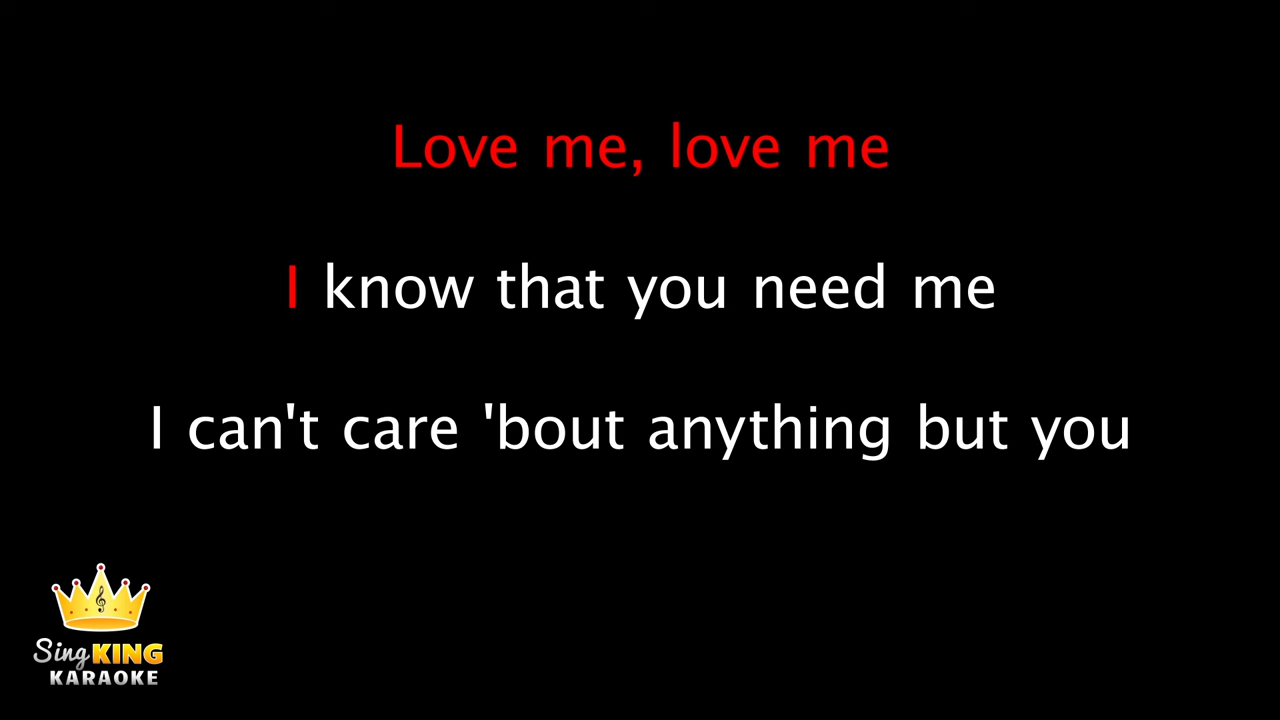 Love me, love me
I know that you need me
I can't care 'bout anything but you
Sing KING
KARAOKE